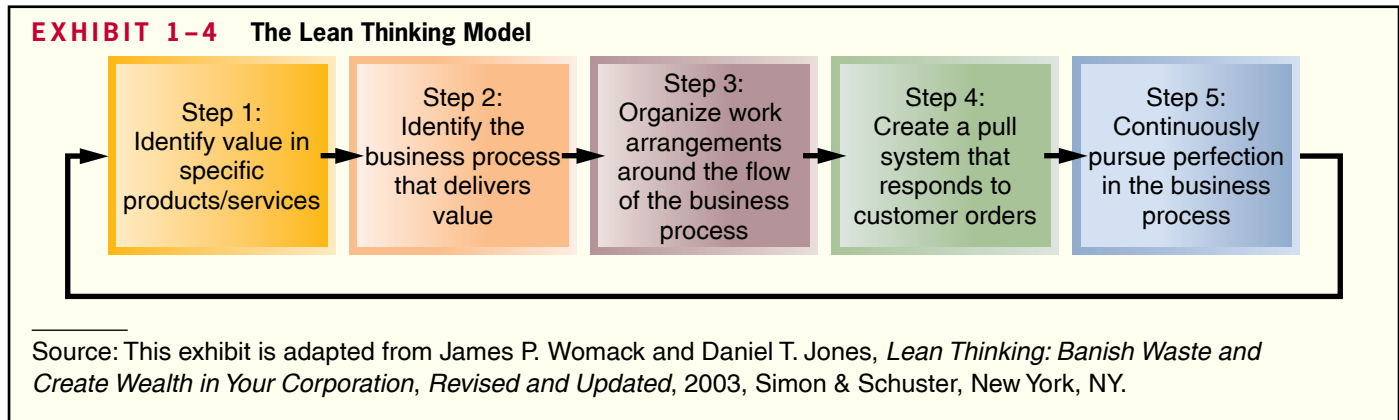 EXHIBIT 1–4 The Lean Thinking Model
Step 1:
Identify value in
specific
products/services
Step 2:
Identify the
business process
that delivers
value
Step 3:
Organize work
arrangements
around the flow
of the business
process
Step 4:
Create a pull
system that
responds to
customer orders
Step 5:
Continuously
pursue perfection
in the business
process
Source: This exhibit is adapted from James P. Womack and Daniel T. Jones, Lean Thinking: Banish Waste and
Create Wealth in Your Corporation, Revised and Updated, 2003, Simon & Schuster, New York, NY.